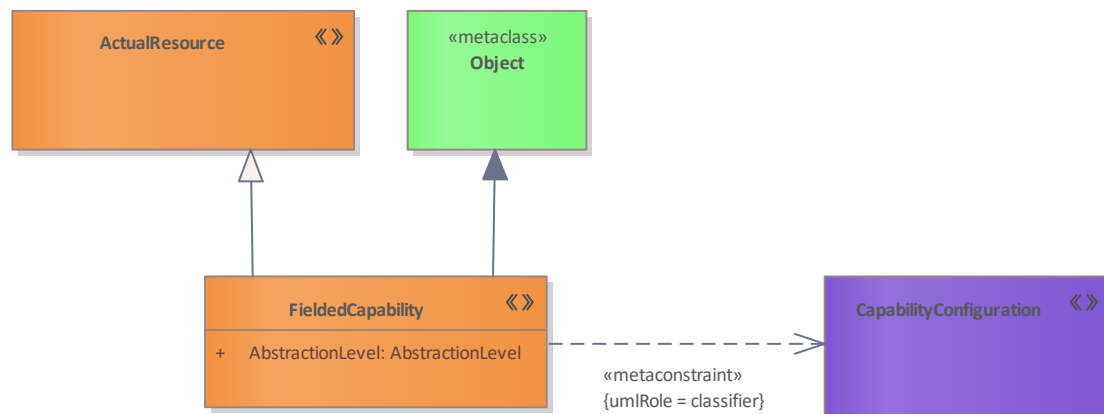 ActualResource
«»
«metaclass»
Object
FieldedCapability
«»
+ AbstractionLevel: AbstractionLevel
CapabilityConfiguration
«»
«metaconstraint»
{umlRole = classifier}